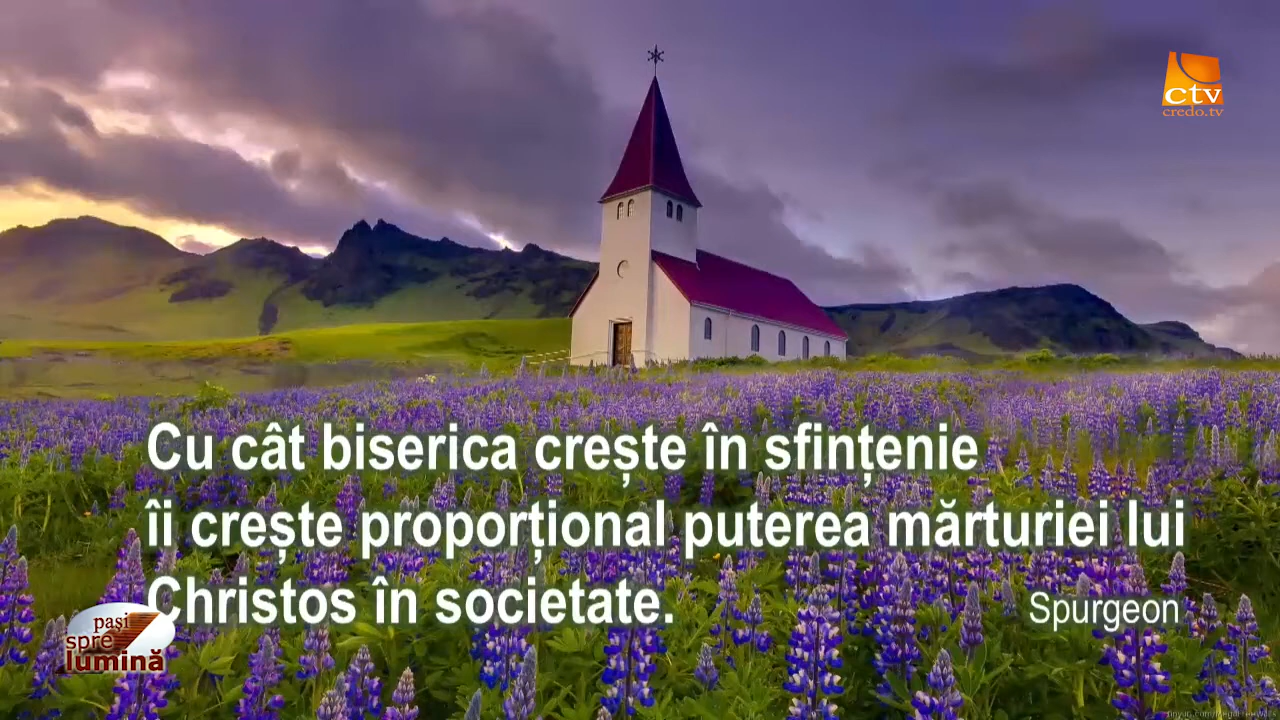 ctv
credo.tv
Cu cât biserica crește în sfințenie
îi crește proporțional puterea mărturiei lui
Christos în societate.
Spurgeon
pași
spre
lumină